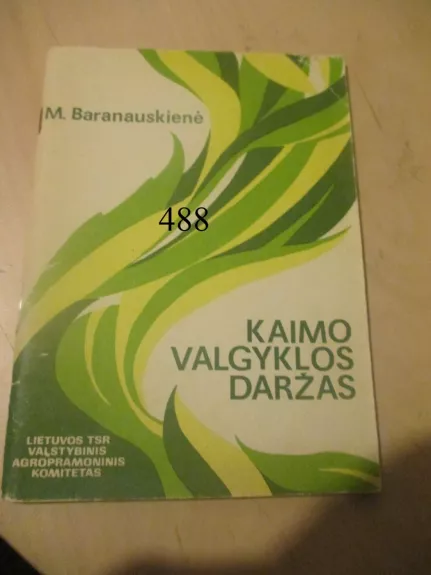 M. Baranauskienė
488
KAIMO
VALGYKLOS
DARŽAS
LIETUVOS TSR
VALSTYBINIS
AGROPRAMONINIS
KOMITETAS